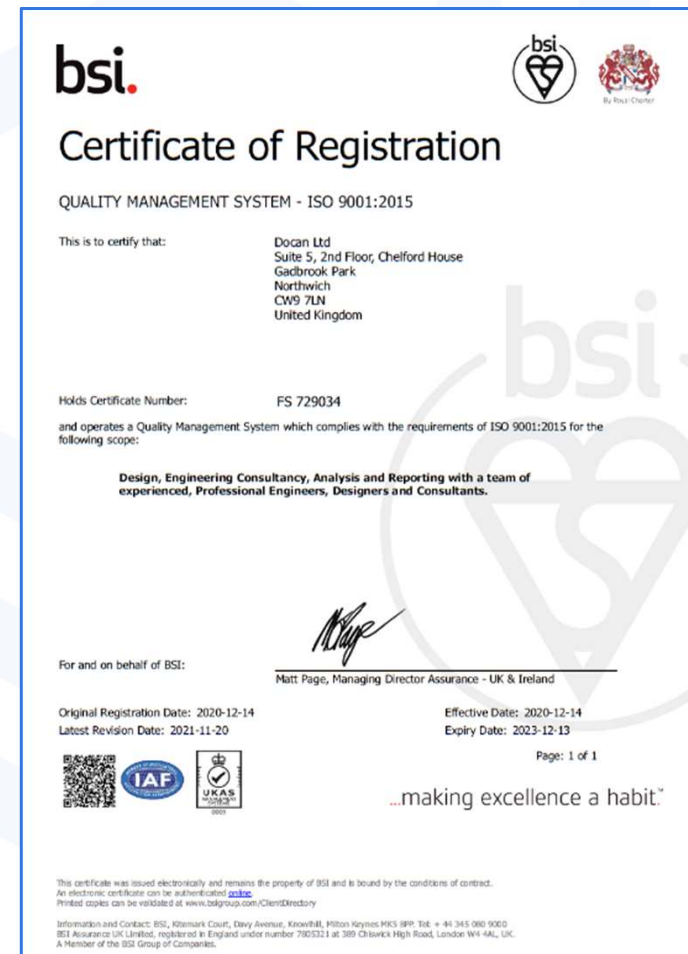 bsi.
bsi
By Royal Charter
Certificate of Registration
QUALITY MANAGEMENT SYSTEM - ISO 9001:2015
This is to certify that:
Docan Ltd
Suite 5, 2nd Floor, Chelford House
Gadbrook Park
Northwich
CW9 7LN
United Kingdom
bsi.
Holds Certificate Number:
FS 729034
and operates a Quality Management System which complies with the requirements of ISO 9001:2015 for the
following scope:
Design, Engineering Consultancy, Analysis and Reporting with a team of
experienced, Professional Engineers, Designers and Consultants.
For and on behalf of BSI:
Matt Page, Managing Director Assurance - UK & Ireland
Original Registration Date: 2020-12-14
Effective Date: 2020-12-14
Latest Revision Date: 2021-11-20
Expiry Date: 2023-12-13
Page: 1 of 1
IAF
UKAS
MANAGEMENT
SYSTEMS
0003
...making excellence a habit.™
This certificate was issued electronically and remains the property of BSI and is bound by the conditions of contract.
An electronic certificate can be authenticated online.
Printed copies can be validated at www.bsigroup.com/ClientDirectory
Information and Contact: BSI, Kitemark Court, Davy Avenue, Knowlhill, Milton Keynes MK5 8PP. Tel: + 44 345 080 9000
BSI Assurance UK Limited, registered in England under number 7805321 at 389 Chiswick High Road, London W4 4AL, UK.
A Member of the BSI Group of Companies.